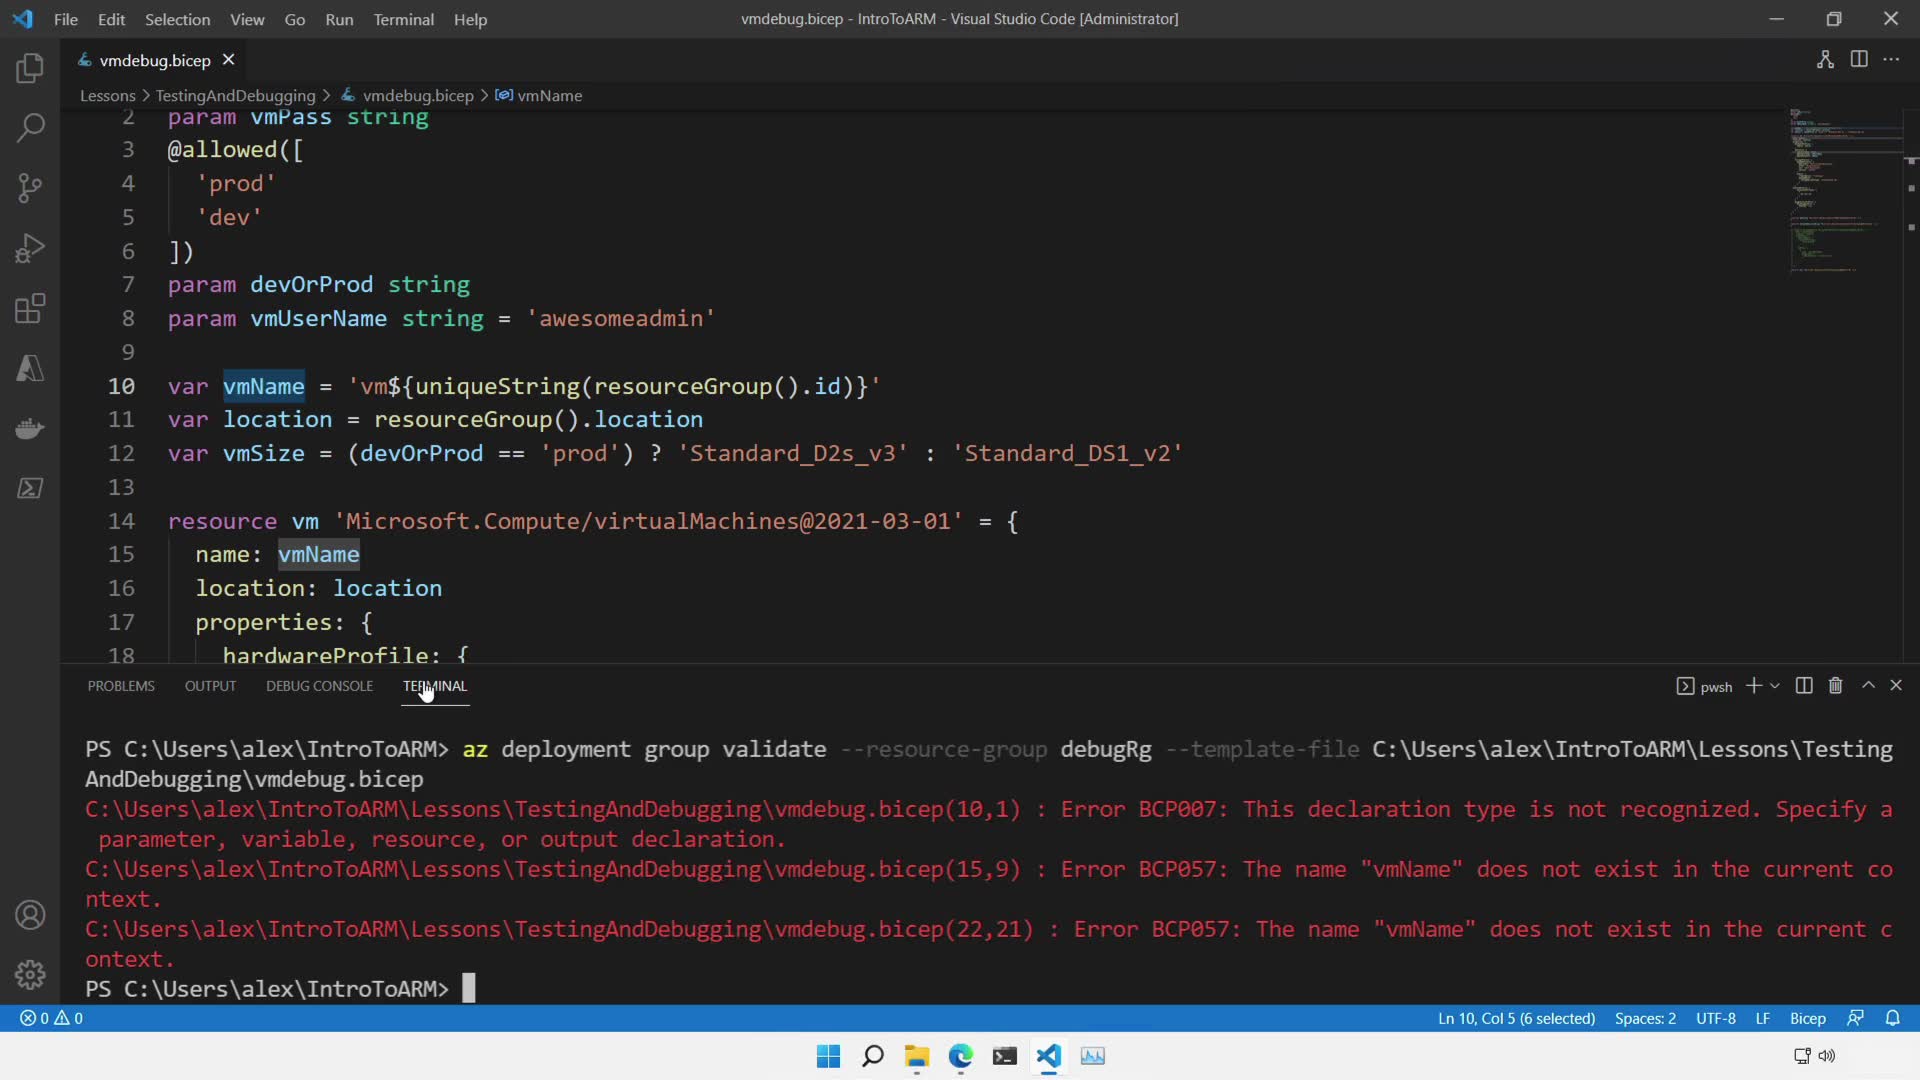 File Edit Selection View Go Run Terminal Help
vmdebug.bicep - IntroToARM - Visual Studio Code [Administrator]
vmdebug.bicep
Lessons > TestingAndDebugging > vmdebug.bicep > vmName
2 param vmPass string
3 @allowed([
4 'prod'
5 'dev'
6 ])
7 param devOrProd string
8 param vmUserName string = 'awesomeadmin'
9
10 var vmName = 'vm${uniqueString(resourceGroup().id)}'
11 var location = resourceGroup().location
12 var vmSize = (devOrProd == 'prod') ? 'Standard_D2s_v3' : 'Standard_DS1_v2'
13
14 resource vm 'Microsoft.Compute/virtualMachines@2021-03-01' = {
15 name: vmName
16 location: location
17 properties: {
18 hardwareProfile: {
PROBLEMS OUTPUT DEBUG CONSOLE TERMINAL
pwsh
PS C:\Users\alex\IntroToARM> az deployment group validate --resource-group debugRg --template-file C:\Users\alex\IntroToARM\Lessons\Testing
AndDebugging\vmdebug.bicep
C:\Users\alex\IntroToARM\Lessons\TestingAndDebugging\vmdebug.bicep(10,1) : Error BCP007: This declaration type is not recognized. Specify a
parameter, variable, resource, or output declaration.
C:\Users\alex\IntroToARM\Lessons\TestingAndDebugging\vmdebug.bicep(15,9) : Error BCP057: The name "vmName" does not exist in the current co
ntext.
C:\Users\alex\IntroToARM\Lessons\TestingAndDebugging\vmdebug.bicep(22,21) : Error BCP057: The name "vmName" does not exist in the current c
ontext.
PS C:\Users\alex\IntroToARM>
0 0
Ln 10, Col 5 (6 selected) Spaces: 2 UTF-8 LF Bicep